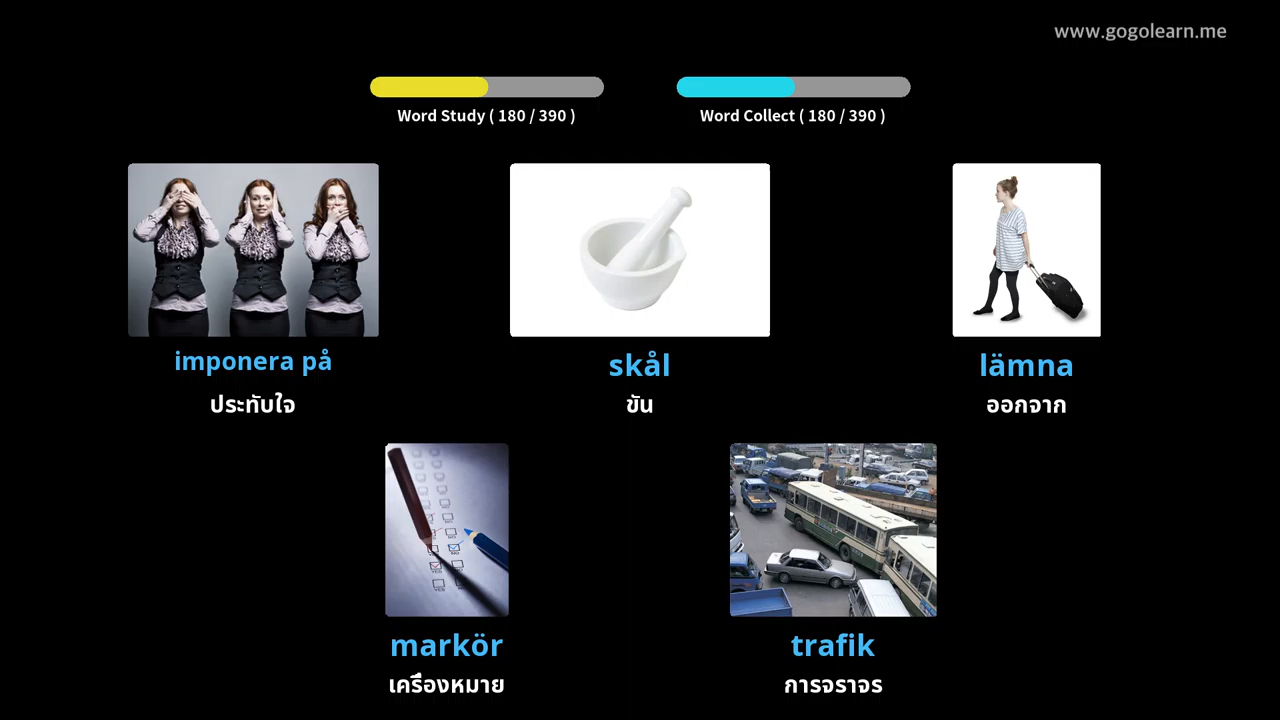 www.gogolearn.me
Word Study ( 180 / 390 )
Word Collect ( 180 / 390 )
imponera på
ประทับใจ
skål
ขัน
lämna
ออกจาก
markör
เครื่องหมาย
trafik
การจราจร